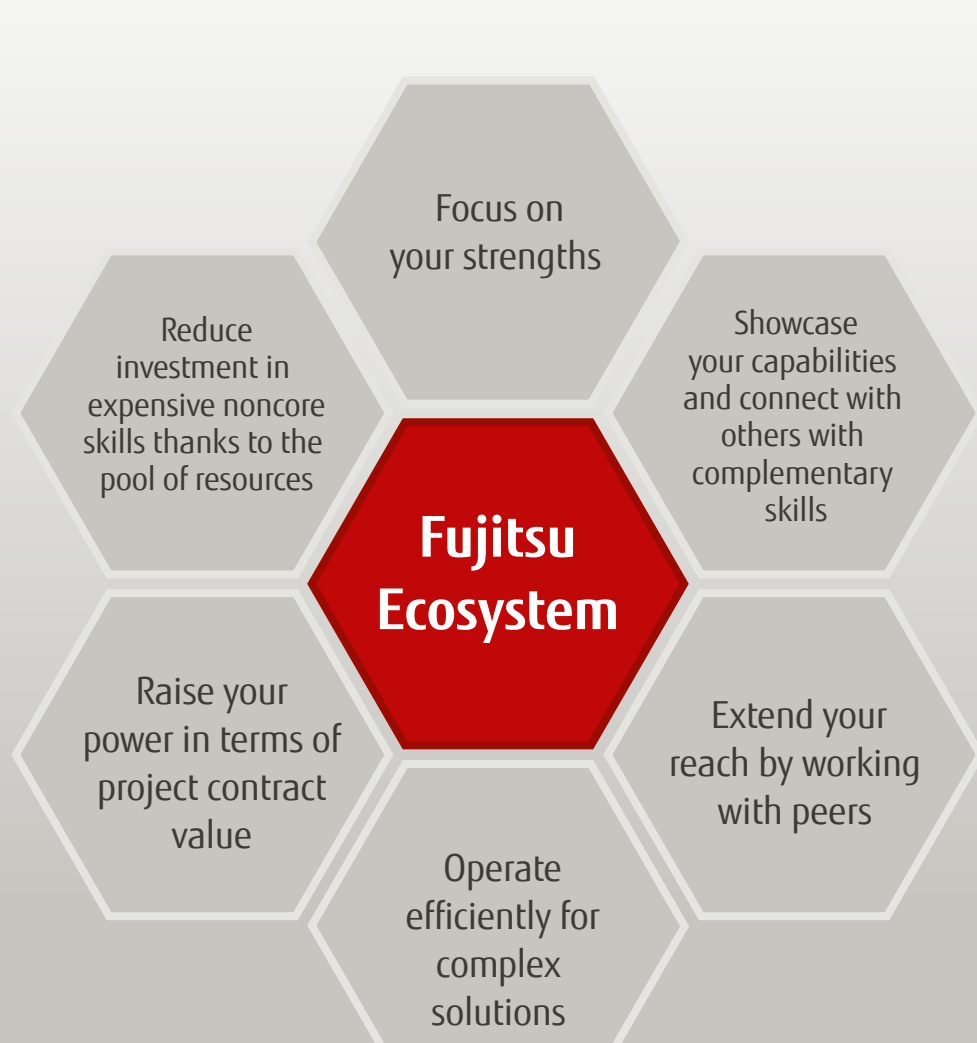 Focus on
your strengths
Reduce
investment in
expensive noncore
skills thanks to the
pool of resources
Showcase
your capabilities
and connect with
others with
complementary
skills
Fujitsu
Ecosystem
Raise your
power in terms of
project contract
value
Extend your
reach by working
with peers
Operate
efficiently for
complex
solutions